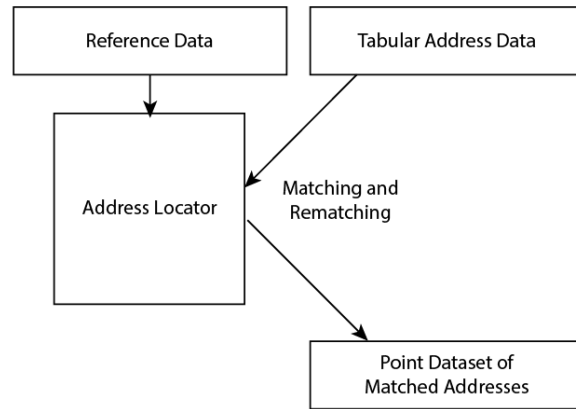 Reference Data
Tabular Address Data
Address Locator
Matching and
Rematching
Point Dataset of
Matched Addresses